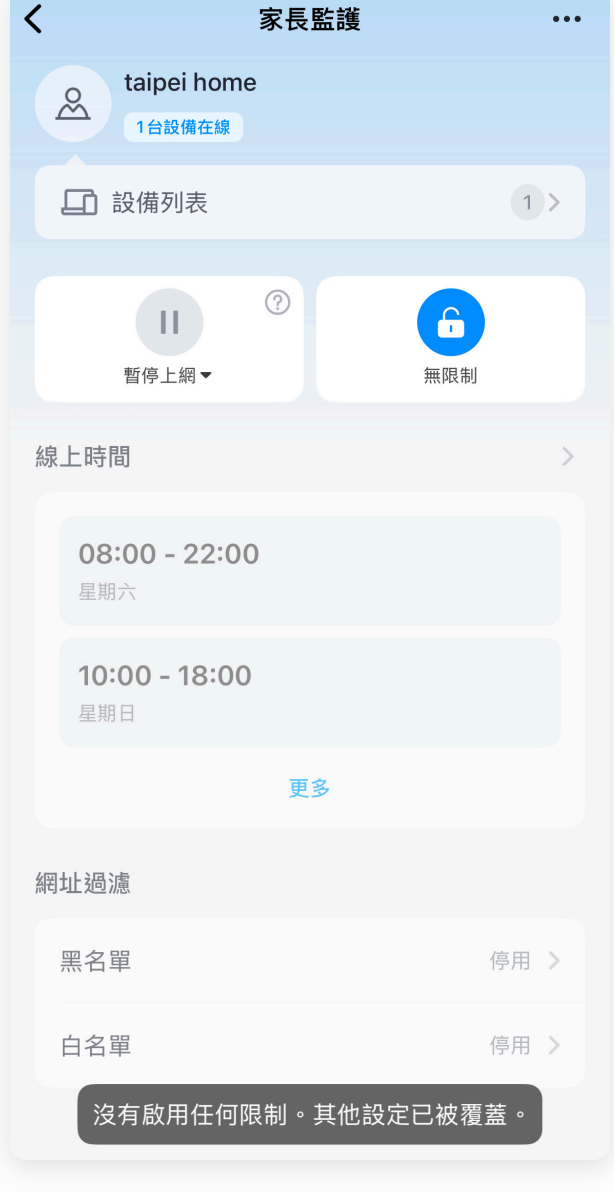 家長監護
taipei home
1台設備在線
設備列表
1
暫停上網
無限制
線上時間
08:00 - 22:00
星期六
10:00 - 18:00
星期日
更多
網址過濾
黑名單
停用
白名單
停用
沒有啟用任何限制。其他設定已被覆蓋。